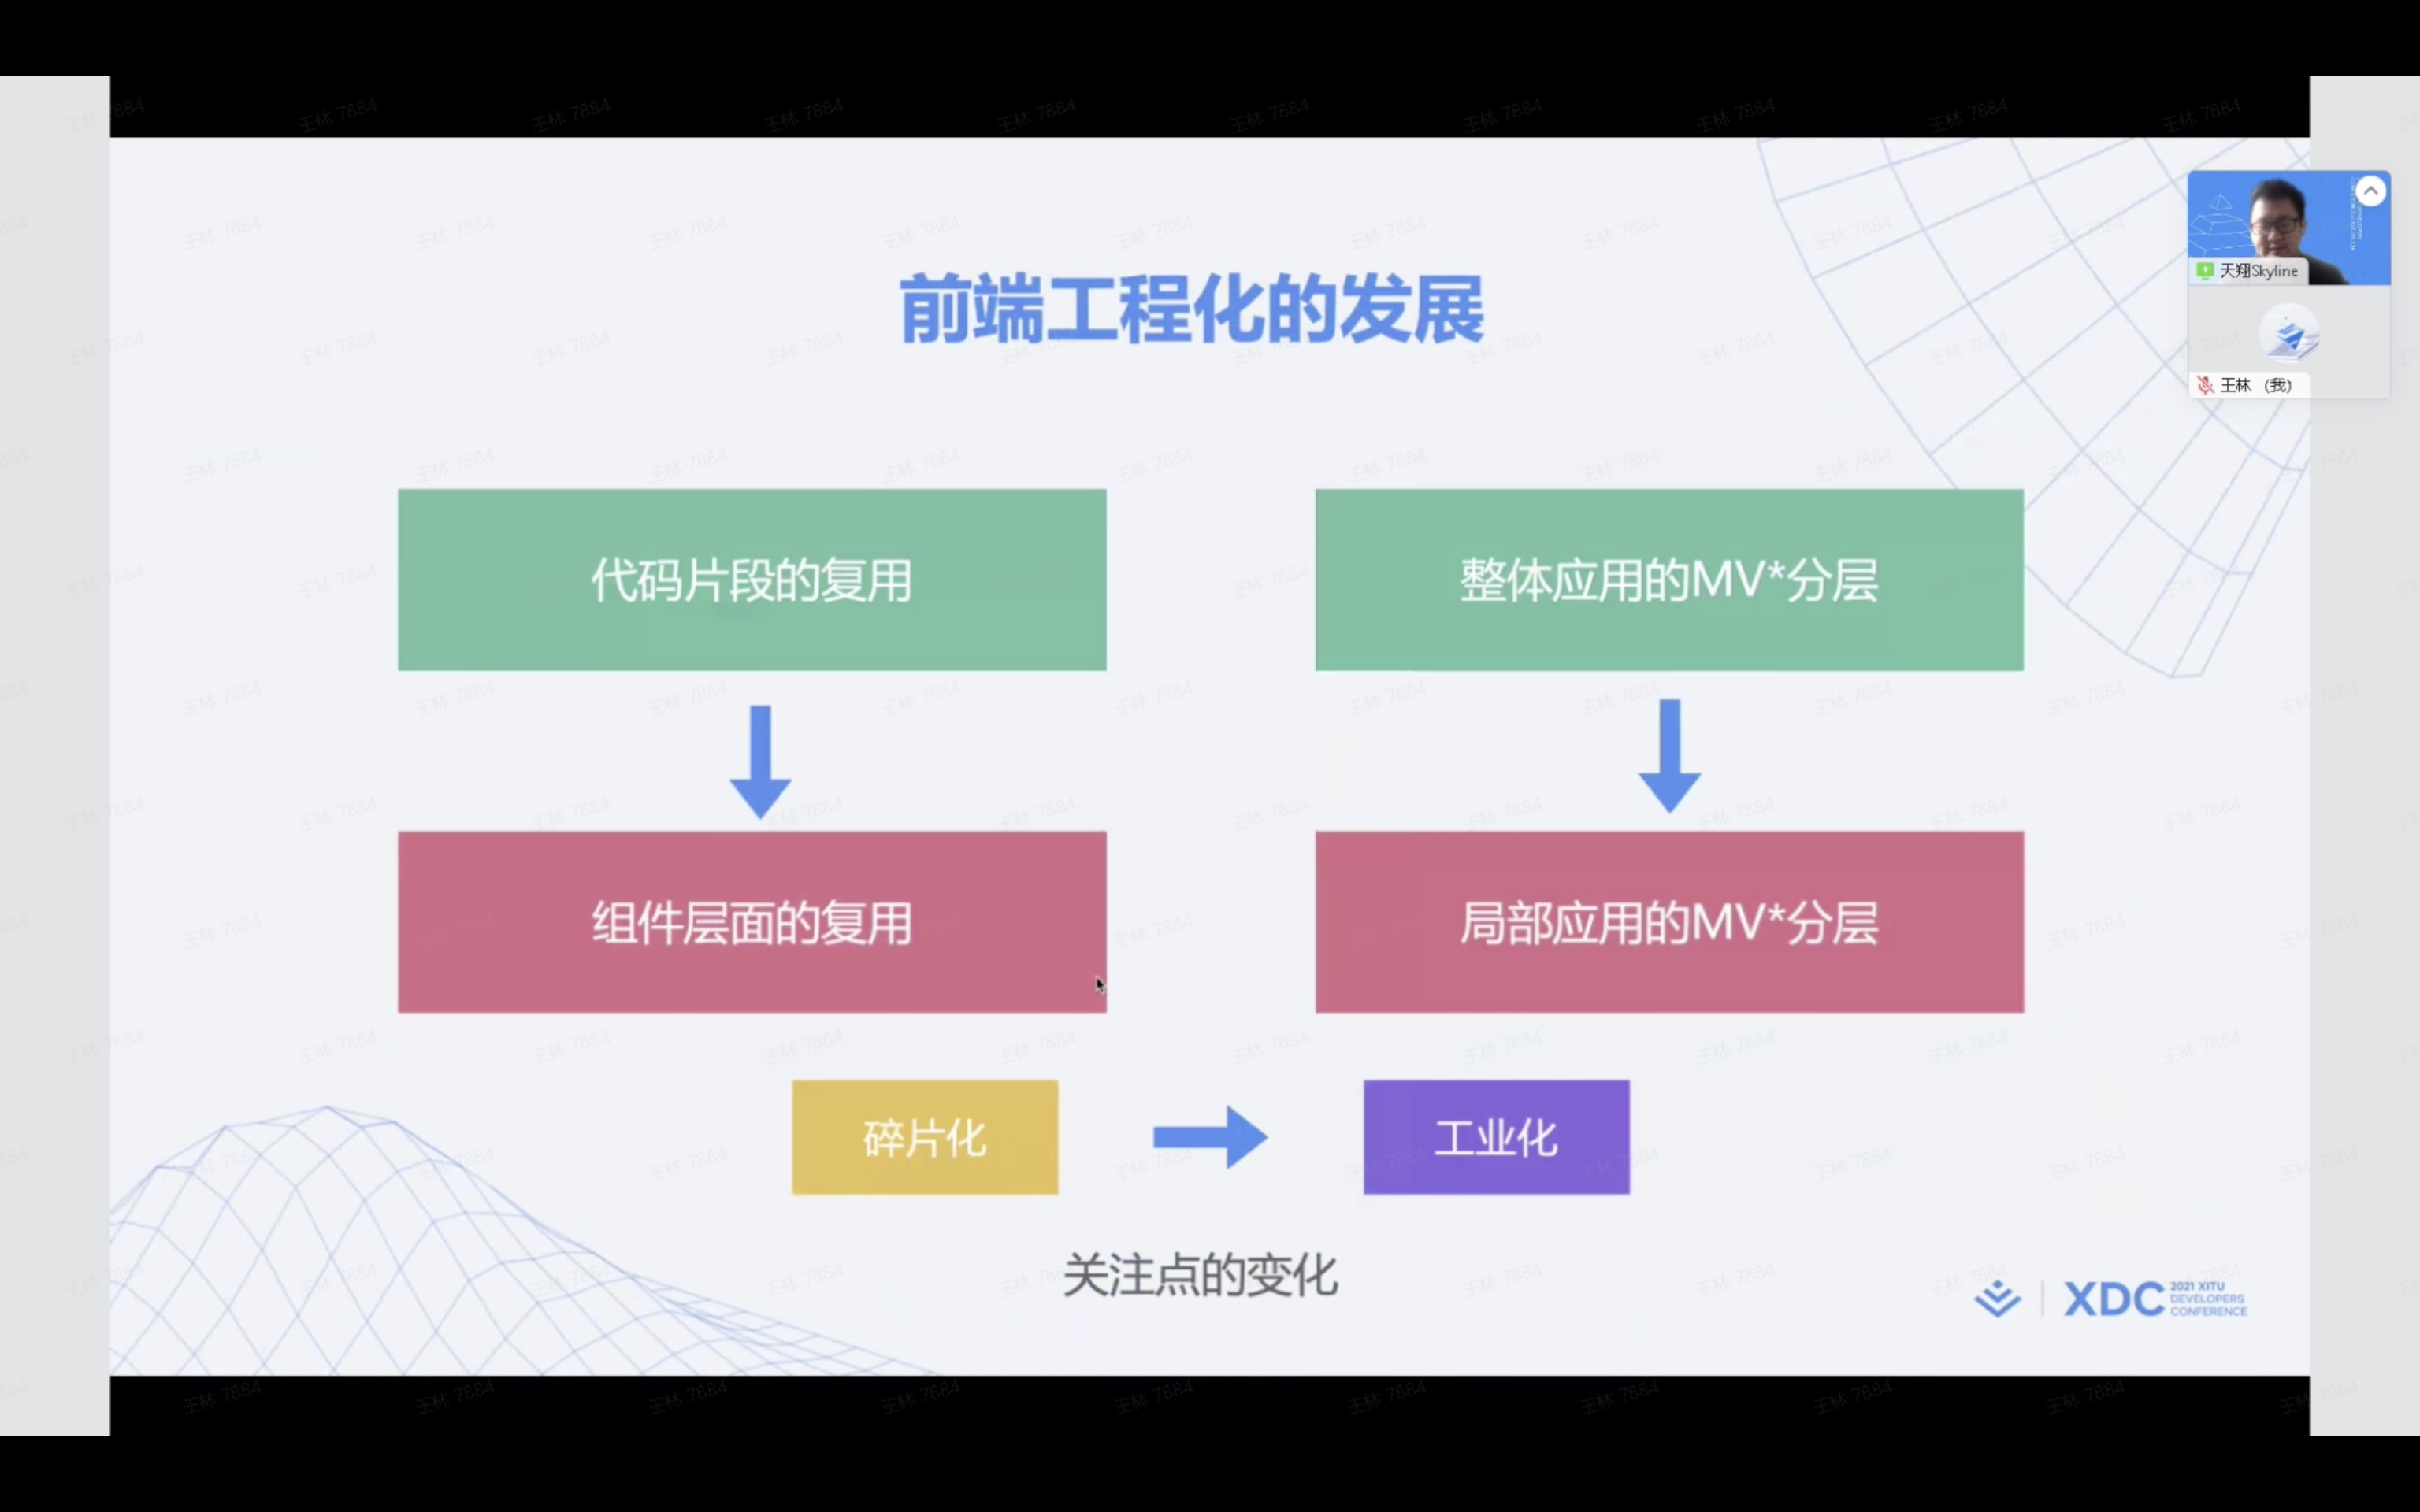 前端工程化的发展
天翔Skyline
王林 (我)
代码片段的复用
整体应用的MV*分层
组件层面的复用
局部应用的MV*分层
碎片化
工业化
关注点的变化
XDC
2021 XITU
DEVELOPERS
CONFERENCE
王林 7884